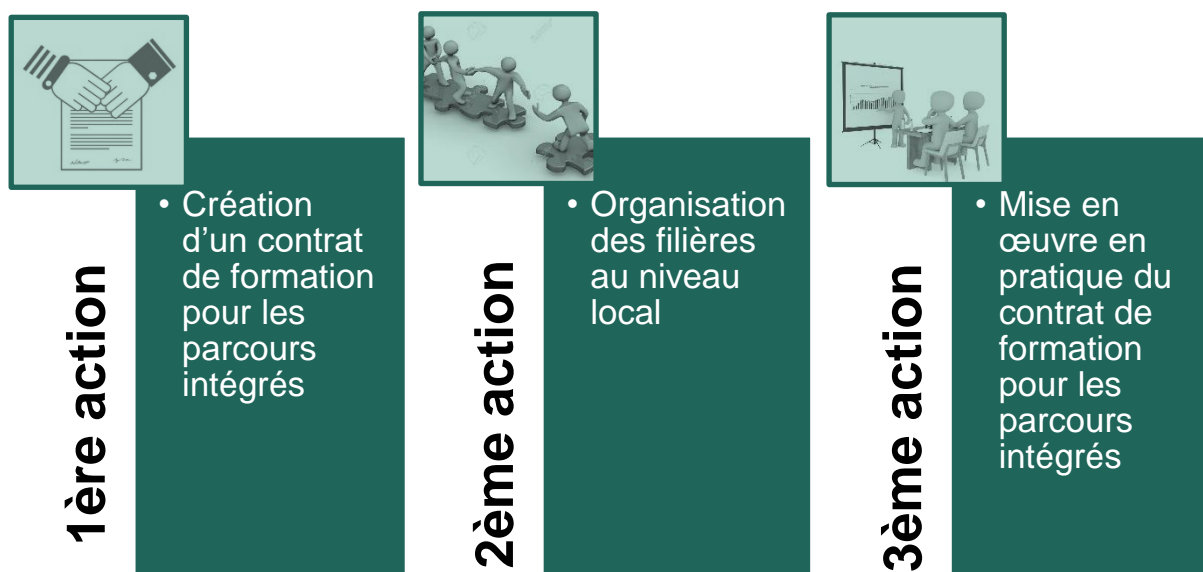 1ère action
• Création
d’un contrat
de formation
pour les
parcours
intégrés
2ème action
• Organisation
des filières
au niveau
local
3ème action
• Mise en
œuvre en
pratique du
contrat de
formation
pour les
parcours
intégrés